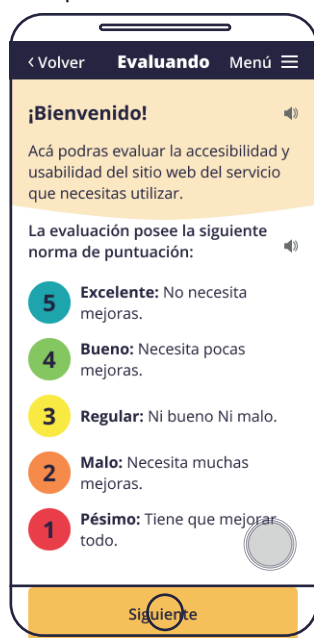 < Volver Evaluando Menú
¡Bienvenido!
Acá podras evaluar la accesibilidad y
usabilidad del sitio web del servicio
que necesitas utilizar.
La evaluación posee la siguiente
norma de puntuación:
5 Excelente: No necesita
mejoras.
4 Bueno: Necesita pocas
mejoras.
3 Regular: Ni bueno Ni malo.
2 Malo: Necesita muchas
mejoras.
1 Pésimo: Tiene que mejorar
todo.
Siguiente